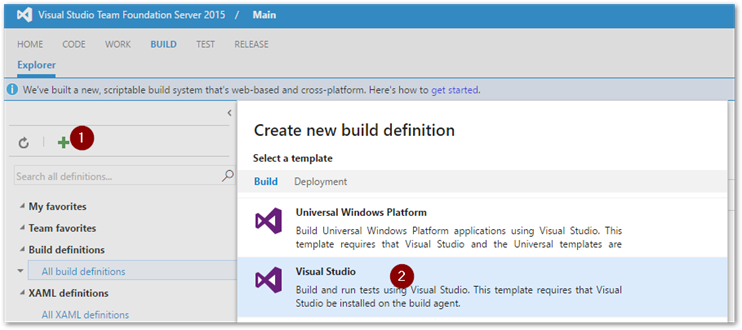 Visual Studio Team Foundation Server 2015 / Main
HOME CODE WORK BUILD TEST RELEASE
Explorer
We've built a new, scriptable build system that's web-based and cross-platform. Here's how to get started.
1
Search all definitions...
My favorites
Team favorites
Build definitions
All build definitions
XAML definitions
All XAML definitions
Create new build definition
Select a template
Build Deployment
Universal Windows Platform
Build Universal Windows Platform applications using Visual Studio. This
template requires that Visual Studio and the Universal templates are
Visual Studio
2
Build and run tests using Visual Studio. This template requires that Visual
Studio be installed on the build agent.